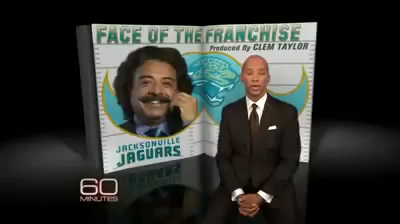 FACE OF THE FRANCHISE
Produced By CLEM TAYLOR
JACKSONVILLE
JAGUARS
60
MINUTES